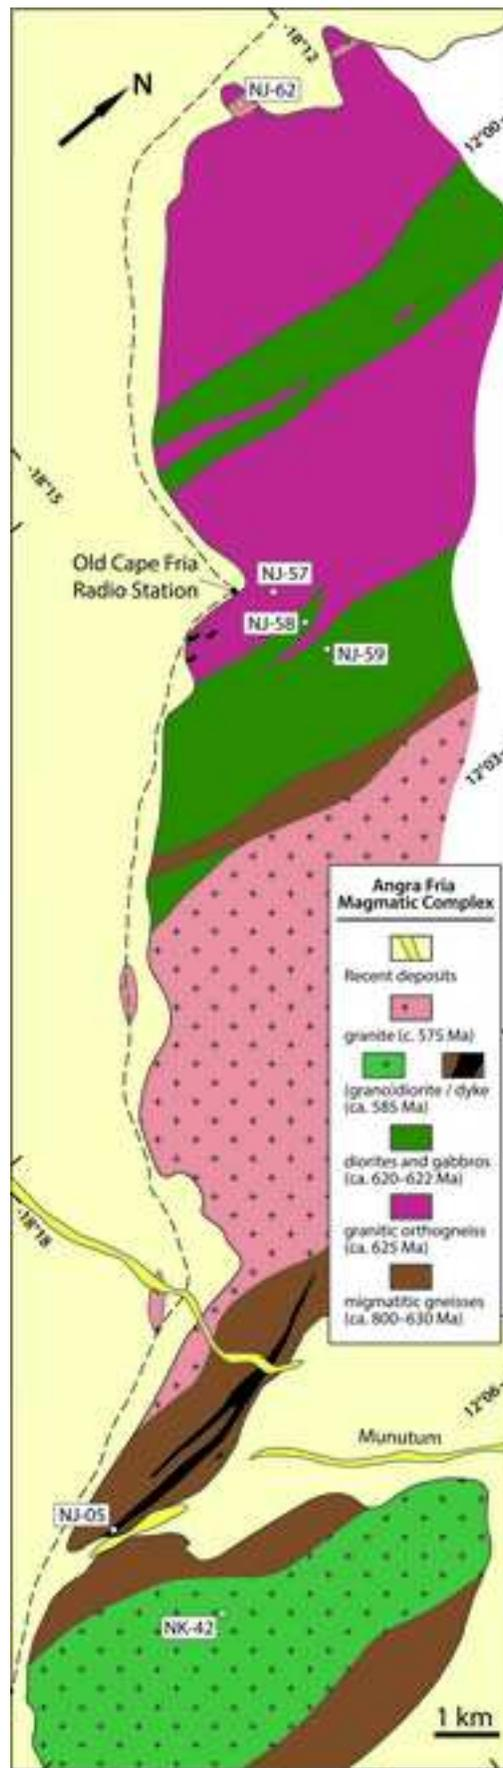 -18°12
N
NJ-62
12°00
-18°15
Old Cape Fria
Radio Station
NJ-57
NJ-58
NJ-59
12°03
Angra Fria
Magmatic Complex
Recent deposits
granite (c. 575 Ma)
(grano)diorite / dyke
(ca. 585 Ma)
diorites and gabbros
(ca. 620–622 Ma)
granitic orthogneiss
(ca. 625 Ma)
migmatitic gneisses
(ca. 800–630 Ma)
-18°18
12°06
Munutum
NJ-05
NK-42
1 km